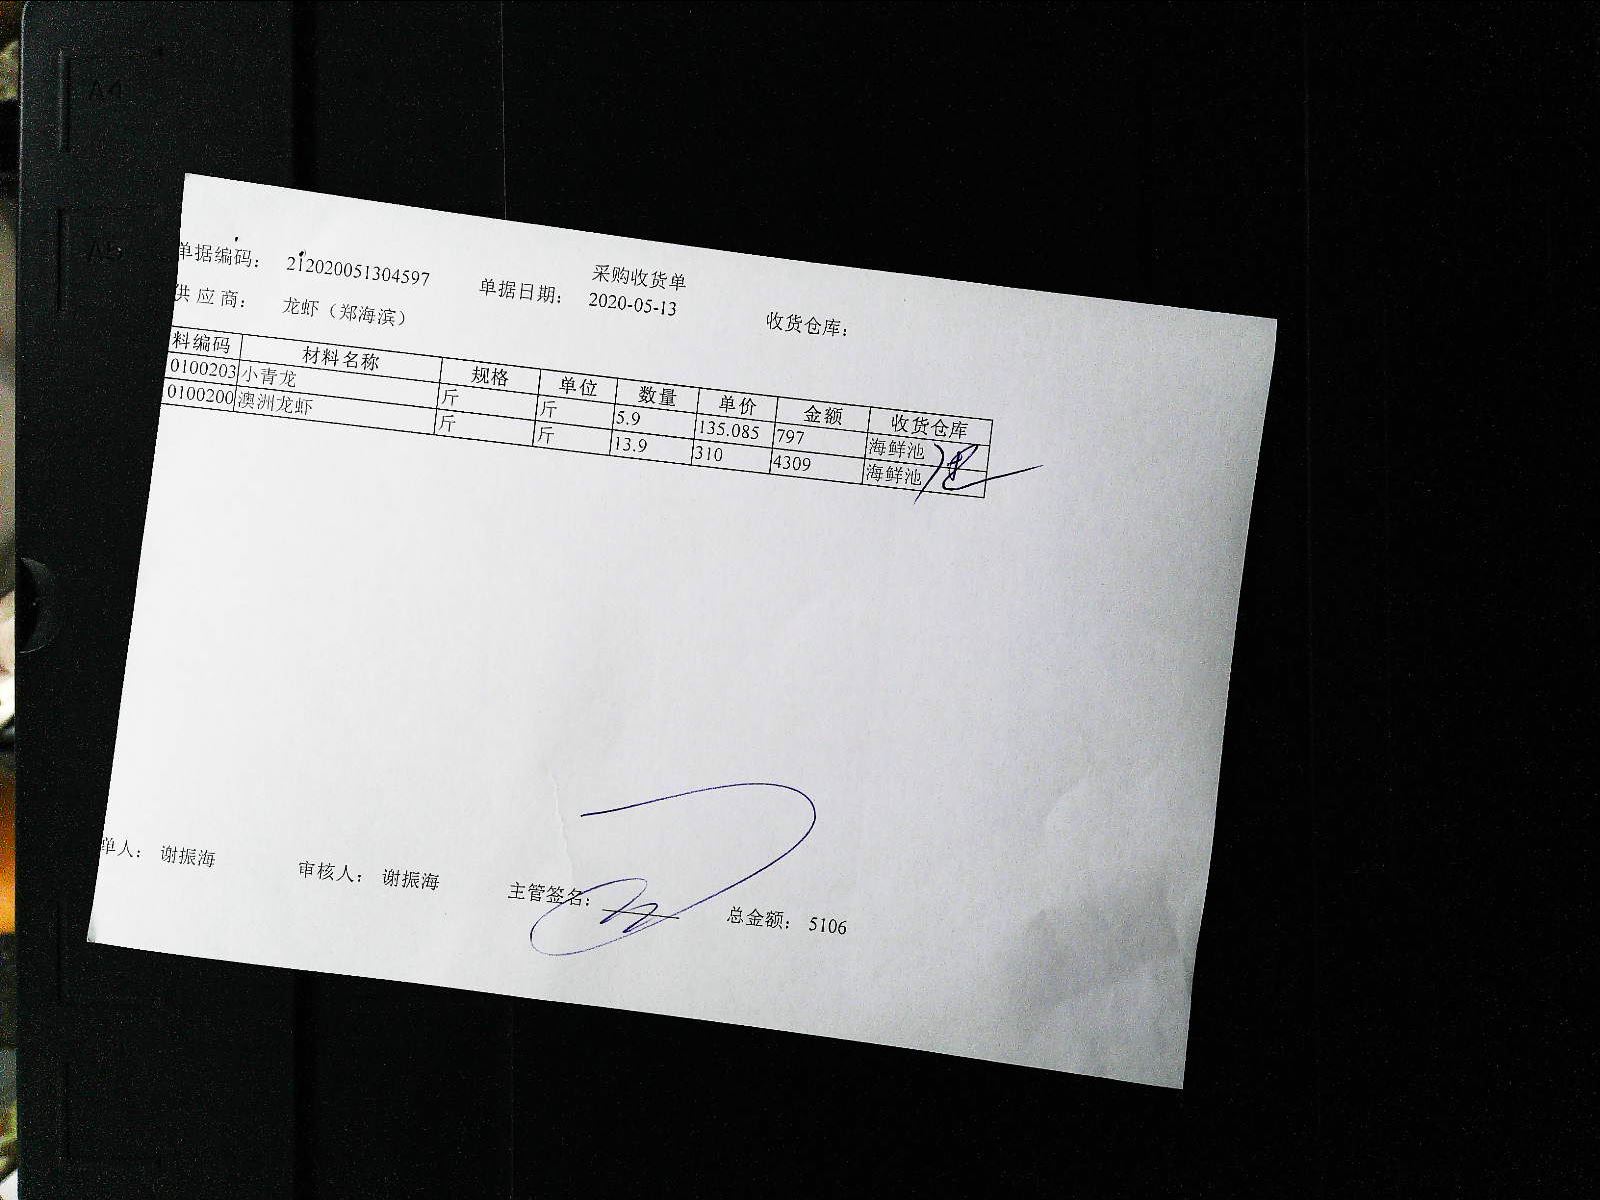 采购收货单
单据编码： 212020051304597 单据日期： 2020-05-13 收货仓库：
供 应 商： 龙虾（郑海滨）
料编码 材料名称 规格 单位 数量 单价 金额 收货仓库
0100203 小青龙 斤 斤 5.9 135.085 797 海鲜池
0100200 澳洲龙虾 斤 斤 13.9 310 4309 海鲜池
单人： 谢振海 审核人： 谢振海 主管签名： 总金额： 5106